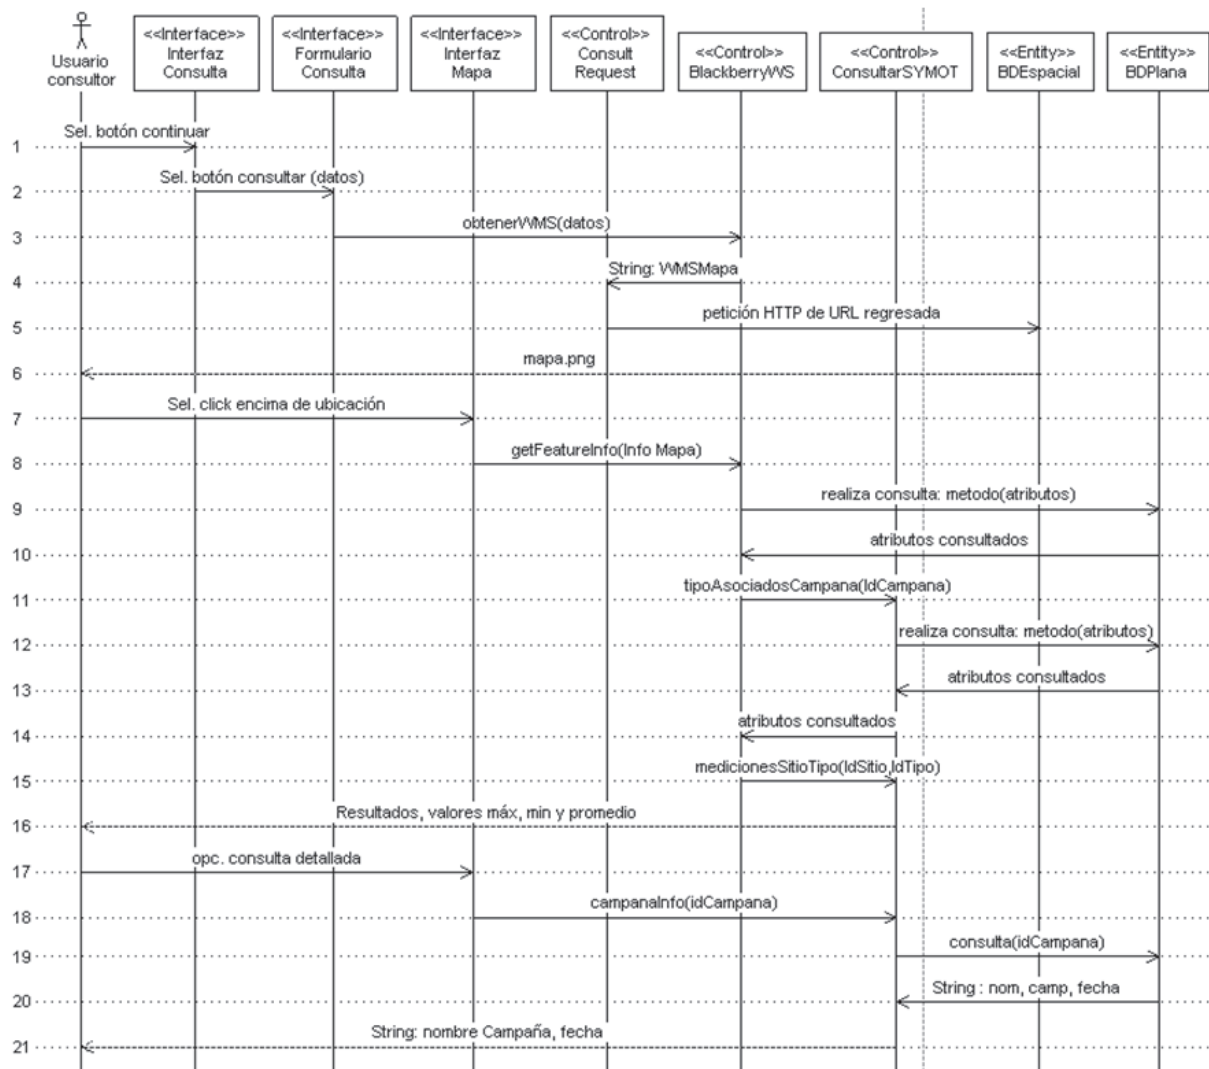 Usuario
consultor
<<Interface>>
Interfaz
Consulta
<<Interface>>
Formulario
Consulta
<<Interface>>
Interfaz
Mapa
<<Control>>
Consult
Request
<<Control>>
BlackberryWS
<<Control>>
ConsultarSYMOT
<<Entity>>
BDEspacial
<<Entity>>
BDPlana
Sel. botón continuar
1
Sel. botón consultar (datos)
2
obtenerWMS(datos)
3
String: WMSMapa
4
petición HTTP de URL regresada
5
mapa.png
6
Sel. click encima de ubicación
7
getFeatureInfo(Info Mapa)
8
realiza consulta: metodo(atributos)
9
atributos consultados
10
tipoAsociadosCampana(IdCampana)
11
realiza consulta: metodo(atributos)
12
atributos consultados
13
atributos consultados
14
medicionesSitioTipo(IdSitio,IdTipo)
15
Resultados, valores máx, min y promedio
16
opc. consulta detallada
17
campanaInfo(idCampana)
18
consulta(idCampana)
19
String : nom, camp, fecha
20
String: nombre Campaña, fecha
21